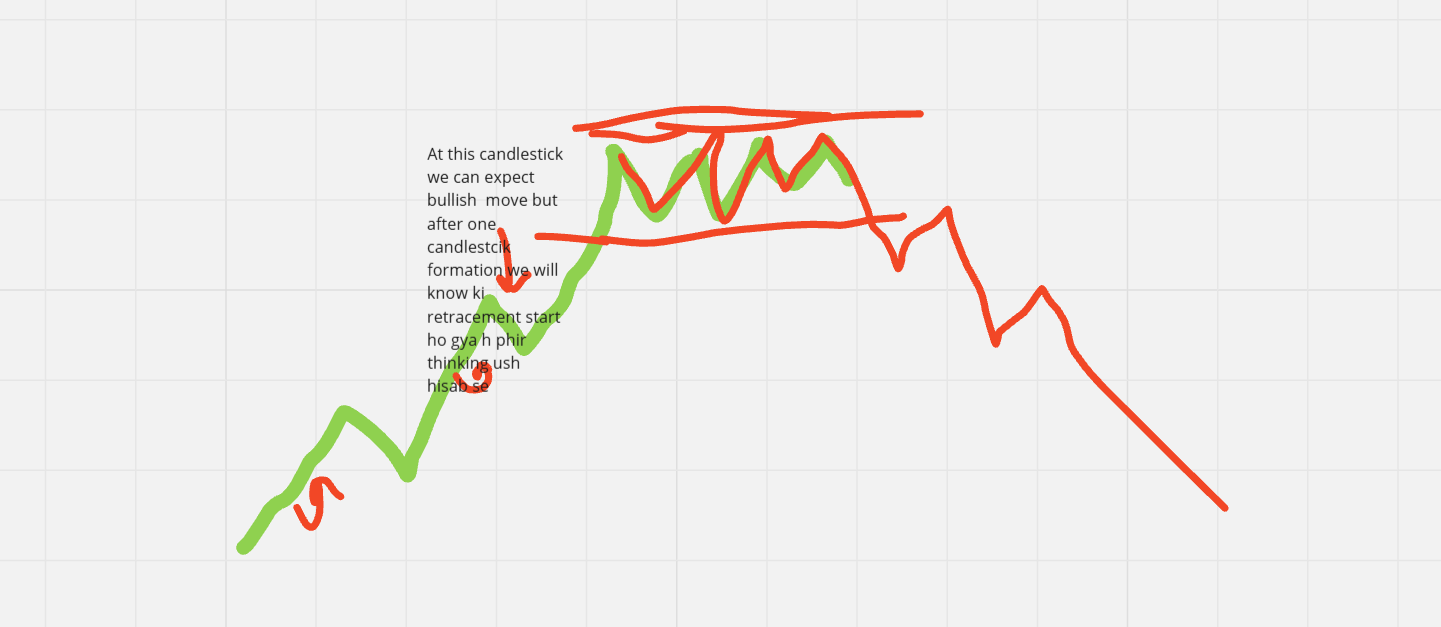 At this candlestick
we can expect
bullish  move but
after one
candlestcik
formation we will
know ki
retracement start
ho gya h phir
thinking ush
hisab se